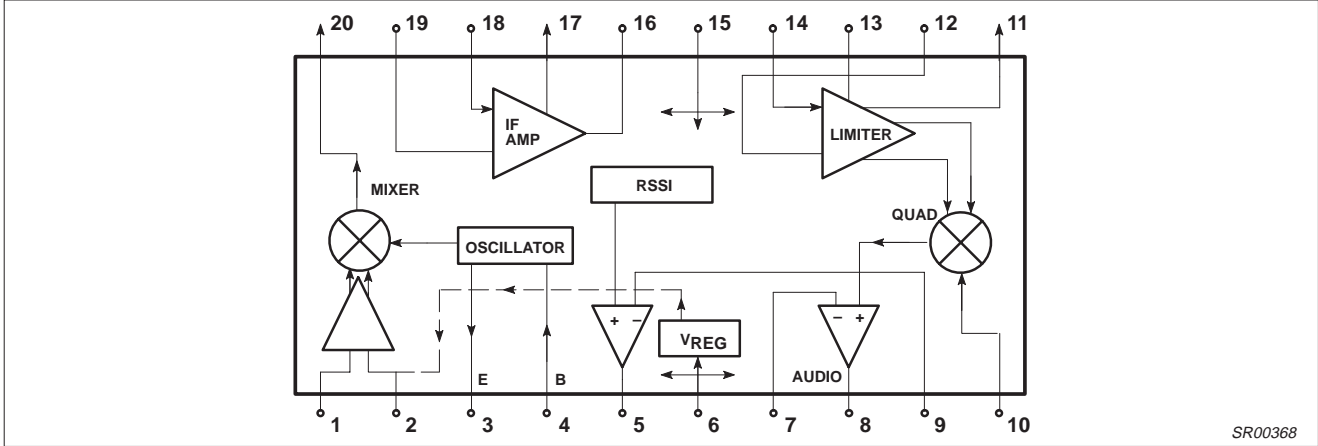 20 19 18 17 16 15 14 13 12 11
IF
AMP
LIMITER
RSSI
MIXER
QUAD
OSCILLATOR
+ −
VREG
− +
E B
AUDIO
1 2 3 4 5 6 7 8 9 10
SR00368